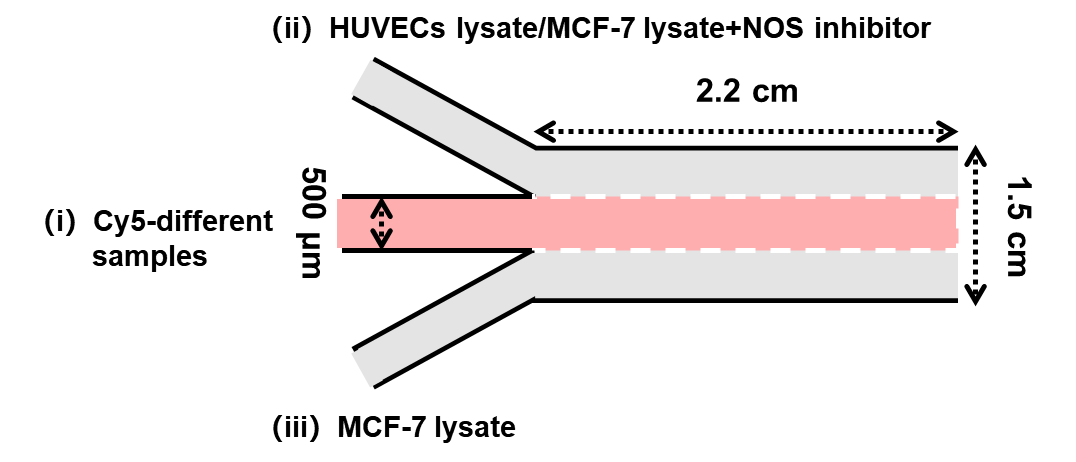 (ii) HUVECs lysate/MCF-7 lysate+NOS inhibitor
2.2 cm
500 μm
(i) Cy5-different
samples
1.5 cm
(iii) MCF-7 lysate